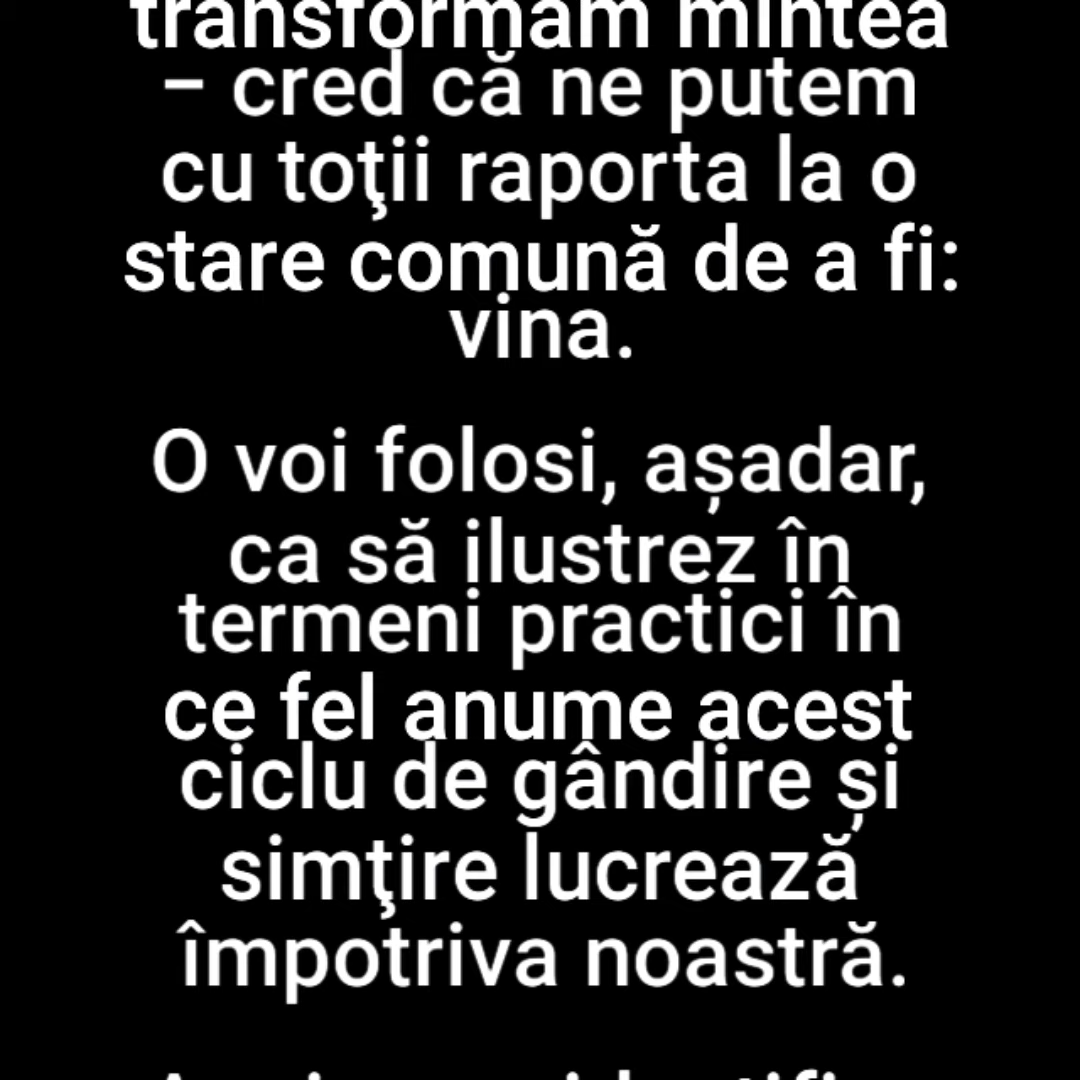 transformăm mintea
– cred că ne putem
cu toţii raporta la o
stare comună de a fi:
vina.
O voi folosi, așadar,
ca să ilustrez în
termeni practici în
ce fel anume acest
ciclu de gândire și
simţire lucrează
împotriva noastră.